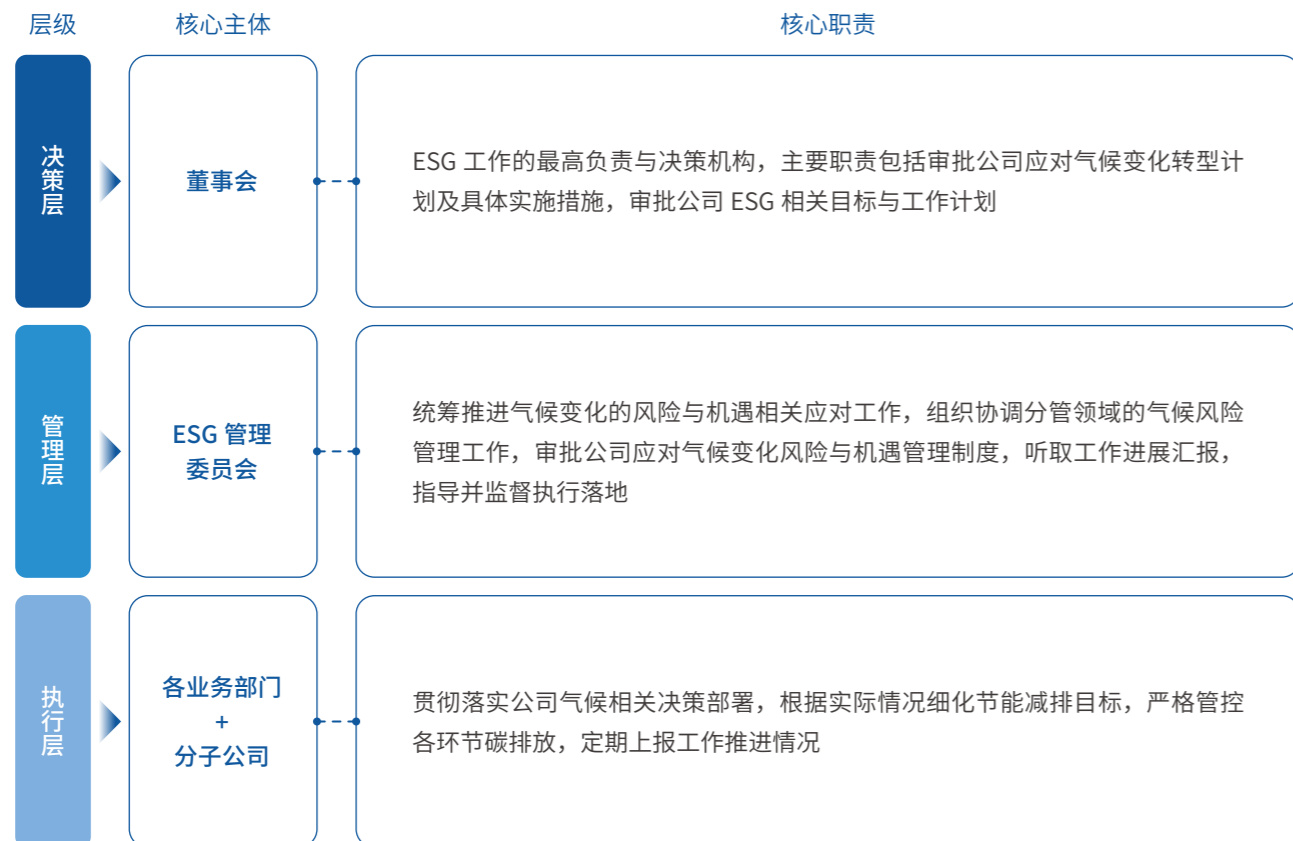 层级
核心主体
核心职责
决策层
董事会
ESG 工作的最高负责与决策机构，主要职责包括审批公司应对气候变化转型计
划及具体实施措施，审批公司 ESG 相关目标与工作计划
管理层
ESG 管理
委员会
统筹推进气候变化的风险与机遇相关应对工作，组织协调分管领域的气候风险
管理工作，审批公司应对气候变化风险与机遇管理制度，听取工作进展汇报，
指导并监督执行落地
执行层
各业务部门
+
分子公司
贯彻落实公司气候相关决策部署，根据实际情况细化节能减排目标，严格管控
各环节碳排放，定期上报工作推进情况